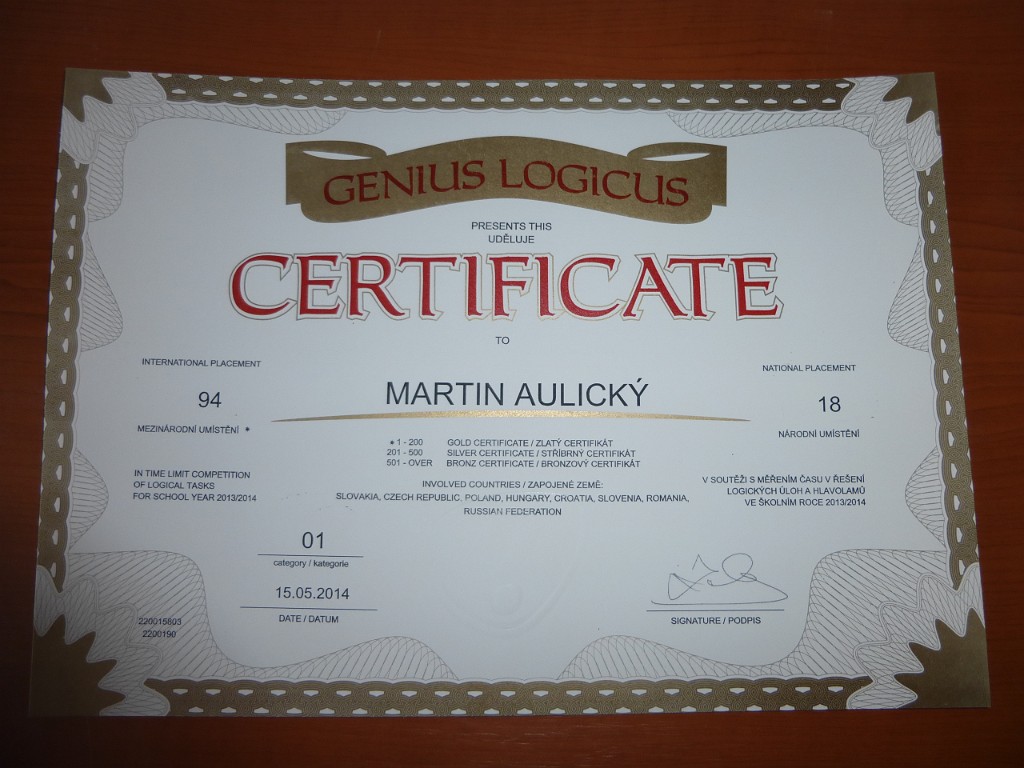 GENIUS LOGICUS
PRESENTS THIS
UDĚLUJE
CERTIFICATE
TO
INTERNATIONAL PLACEMENT
94
MEZINÁRODNÍ UMÍSTĚNÍ *
NATIONAL PLACEMENT
18
NÁRODNÍ UMÍSTĚNÍ
MARTIN AULICKÝ
* 1 - 200 GOLD CERTIFICATE / ZLATÝ CERTIFIKÁT
201 - 500 SILVER CERTIFICATE / STŘÍBRNÝ CERTIFIKÁT
501 - OVER BRONZ CERTIFICATE / BRONZOVÝ CERTIFIKÁT
IN TIME LIMIT COMPETITION
OF LOGICAL TASKS
FOR SCHOOL YEAR 2013/2014
INVOLVED COUNTRIES / ZAPOJENÉ ZEMĚ:
SLOVAKIA, CZECH REPUBLIC, POLAND, HUNGARY, CROATIA, SLOVENIA, ROMANIA,
RUSSIAN FEDERATION
V SOUTĚŽI S MĚŘENÍM ČASU V ŘEŠENÍ
LOGICKÝCH ÚLOH A HLAVOLAMŮ
VE ŠKOLNÍM ROCE 2013/2014
01
category / kategorie
15.05.2014
DATE / DATUM
SIGNATURE / PODPIS
220015803
2200190